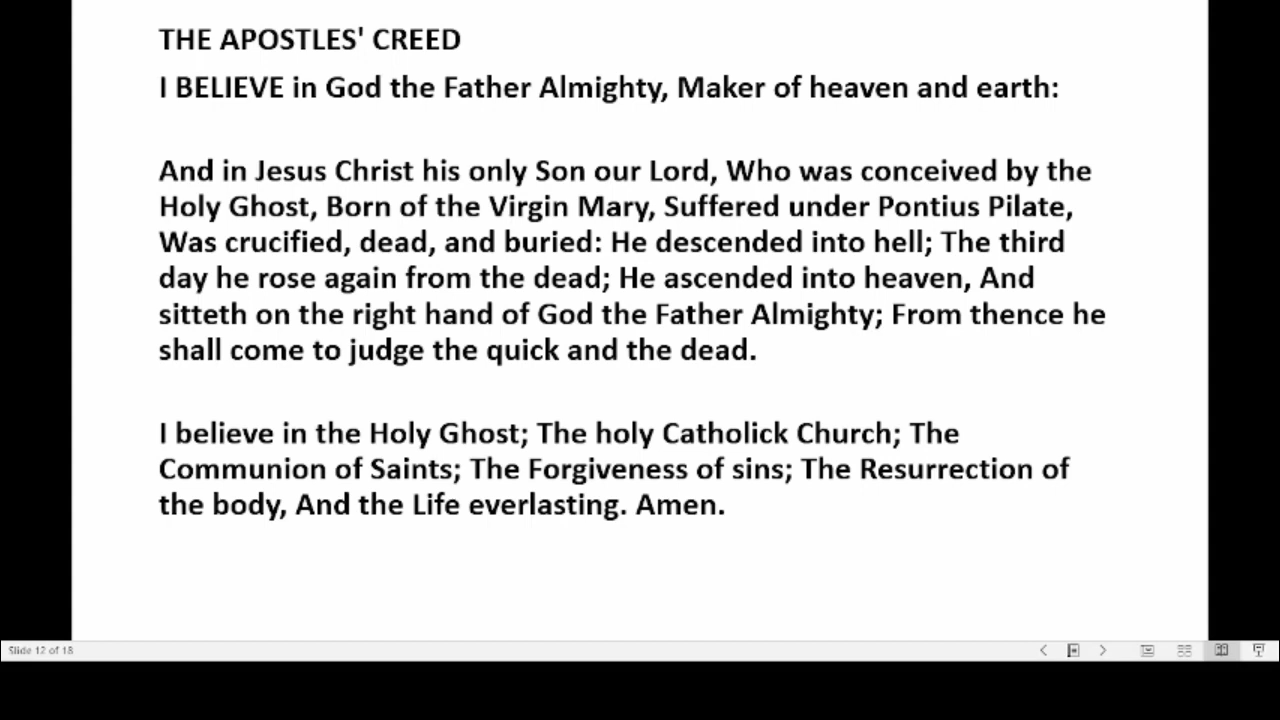 THE APOSTLES' CREED
I BELIEVE in God the Father Almighty, Maker of heaven and earth:
And in Jesus Christ his only Son our Lord, Who was conceived by the
Holy Ghost, Born of the Virgin Mary, Suffered under Pontius Pilate,
Was crucified, dead, and buried: He descended into hell; The third
day he rose again from the dead; He ascended into heaven, And
sitteth on the right hand of God the Father Almighty; From thence he
shall come to judge the quick and the dead.
I believe in the Holy Ghost; The holy Catholick Church; The
Communion of Saints; The Forgiveness of sins; The Resurrection of
the body, And the Life everlasting. Amen.
Slide 12 of 18